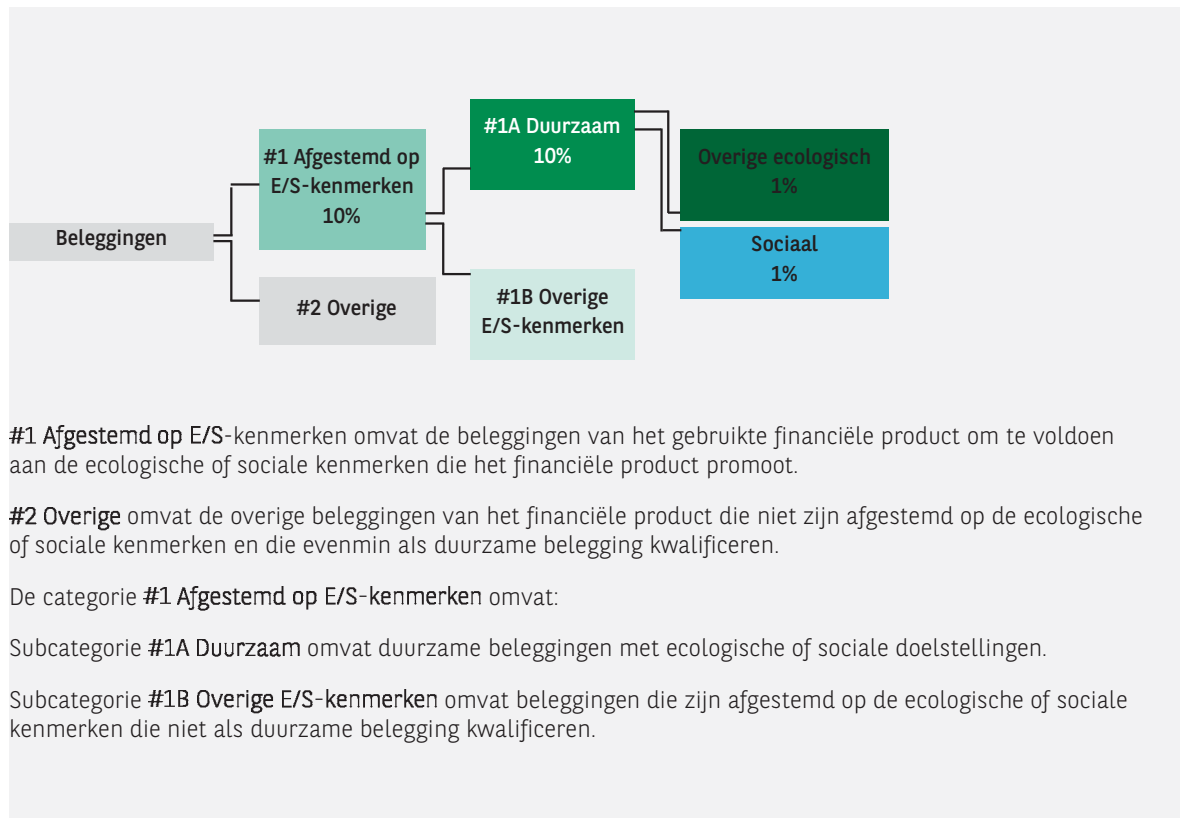 #1A Duurzaam
10%
#1 Afgestemd op
E/S-kenmerken
10%
Overige ecologisch
1%
Beleggingen
Sociaal
1%
#2 Overige
#1B Overige
E/S-kenmerken
#1 Afgestemd op E/S-kenmerken omvat de beleggingen van het gebruikte financiële product om te voldoen
aan de ecologische of sociale kenmerken die het financiële product promoot.
#2 Overige omvat de overige beleggingen van het financiële product die niet zijn afgestemd op de ecologische
of sociale kenmerken en die evenmin als duurzame belegging kwalificeren.
De categorie #1 Afgestemd op E/S-kenmerken omvat:
Subcategorie #1A Duurzaam omvat duurzame beleggingen met ecologische of sociale doelstellingen.
Subcategorie #1B Overige E/S-kenmerken omvat beleggingen die zijn afgestemd op de ecologische of sociale
kenmerken die niet als duurzame belegging kwalificeren.